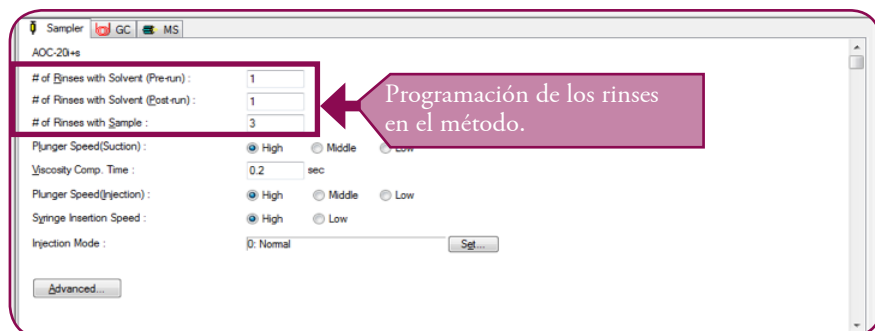 Sampler GC MS
AOC-20i+s
# of Rinses with Solvent (Pre-run) : 1
# of Rinses with Solvent (Post-run) : 1
# of Rinses with Sample : 3
Programación de los rinses
en el método.
Plunger Speed(Suction) : High Middle Low
Viscosity Comp. Time : 0.2 sec
Plunger Speed(Injection) : High Middle Low
Syringe Insertion Speed : High Low
Injection Mode : 0: Normal Set...
Advanced...